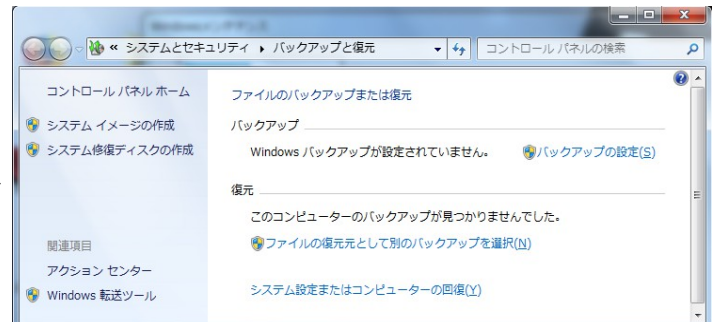 « システムとセキュリティ ▸ バックアップと復元
コントロール パネルの検索
コントロール パネル ホーム
システム イメージの作成
システム修復ディスクの作成
関連項目
アクション センター
Windows 転送ツール
ファイルのバックアップまたは復元
バックアップ
Windows バックアップが設定されていません。
バックアップの設定(S)
復元
このコンピューターのバックアップが見つかりませんでした。
ファイルの復元元として別のバックアップを選択(N)
システム設定またはコンピューターの回復(Y)